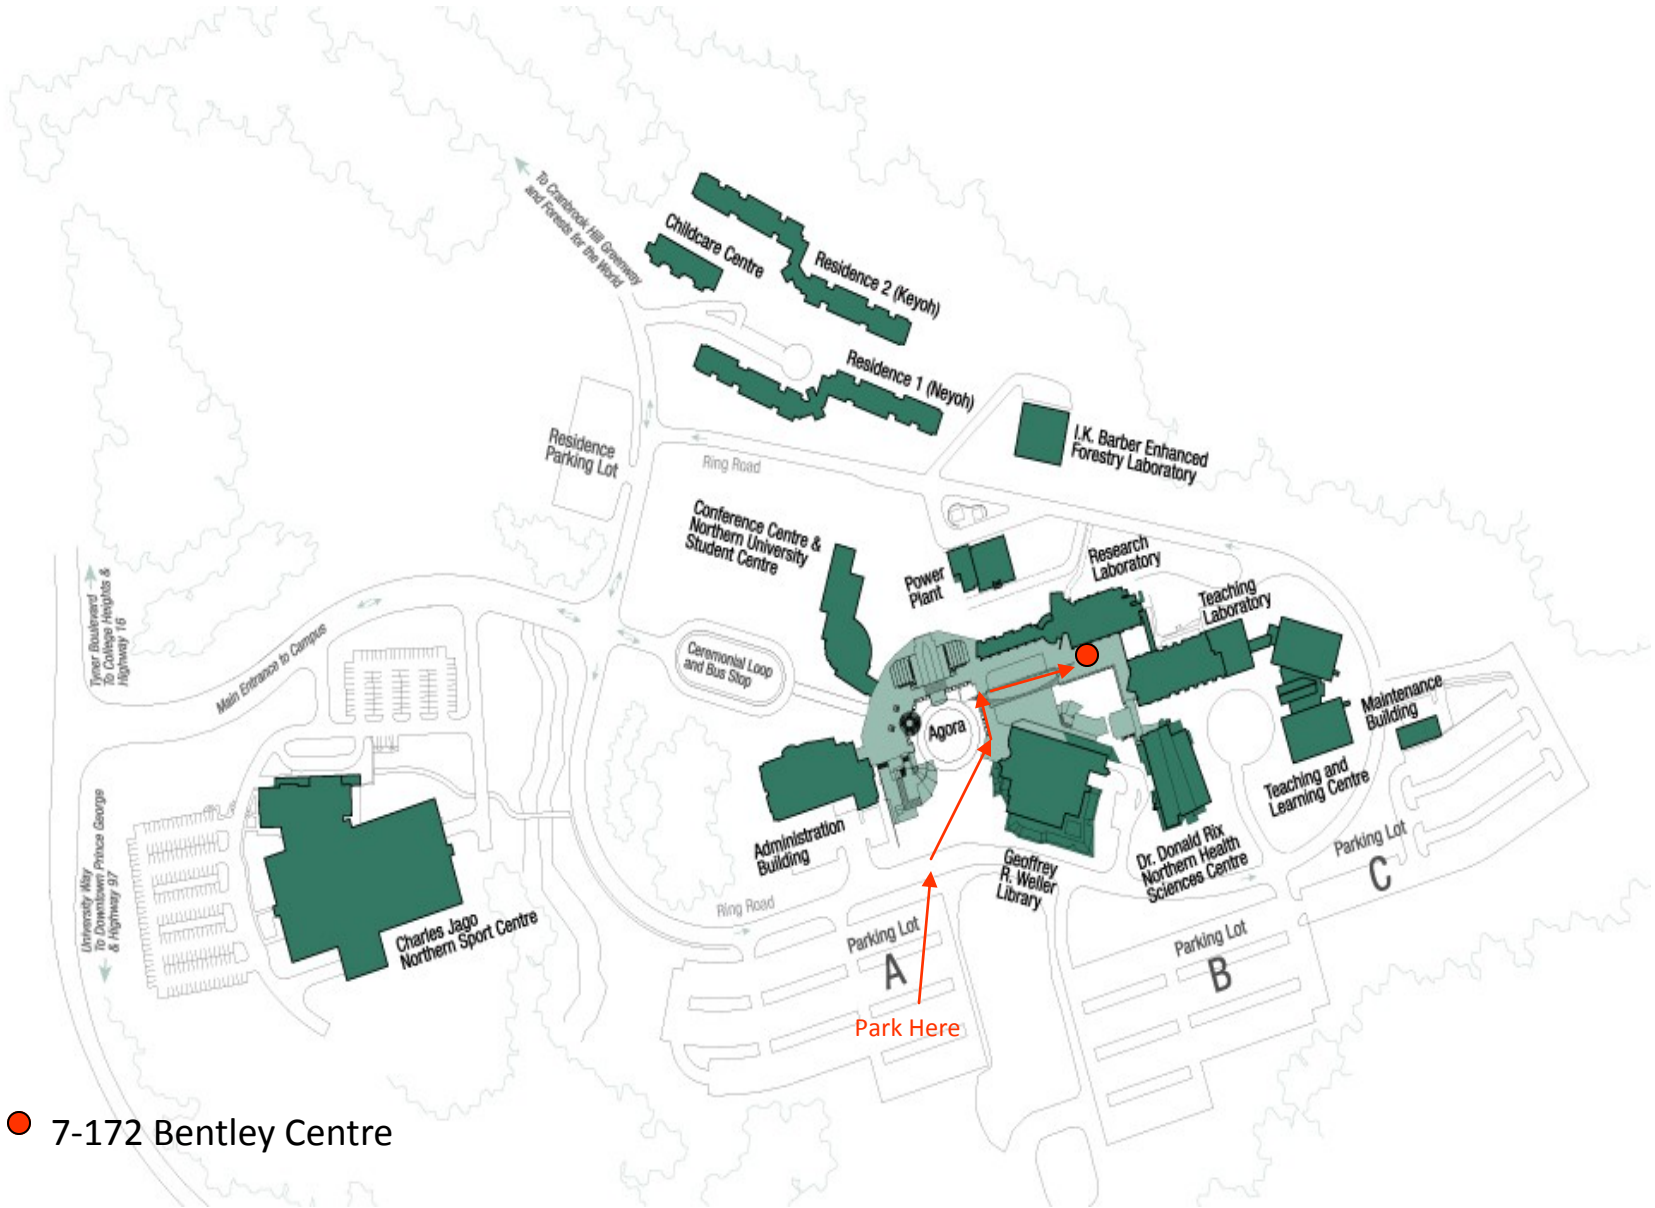 To Cranbrook Hill Greenway
and Forests for the World
Childcare Centre
Residence 2 (Keyoh)
Residence 1 (Neyoh)
I.K. Barber Enhanced
Forestry Laboratory
Residence
Parking Lot
Ring Road
Conference Centre &
Northern University
Student Centre
Power
Plant
Research
Laboratory
Teaching
Laboratory
7
Tyner Boulevard
To College Heights &
Highway 16
Main Entrance to Campus
Ceremonial Loop
and Bus Stop
Agora
Maintenance
Building
Teaching and
Learning Centre
University Way
To Downtown Prince George
& Highway 97
Administration
Building
Geoffrey
R. Weller
Library
Dr. Donald Rix
Northern Health
Sciences Centre
Parking Lot
C
Charles Jago
Northern Sport Centre
Ring Road
Parking Lot
A
Parking Lot
B
Park Here
7-172 Bentley Centre